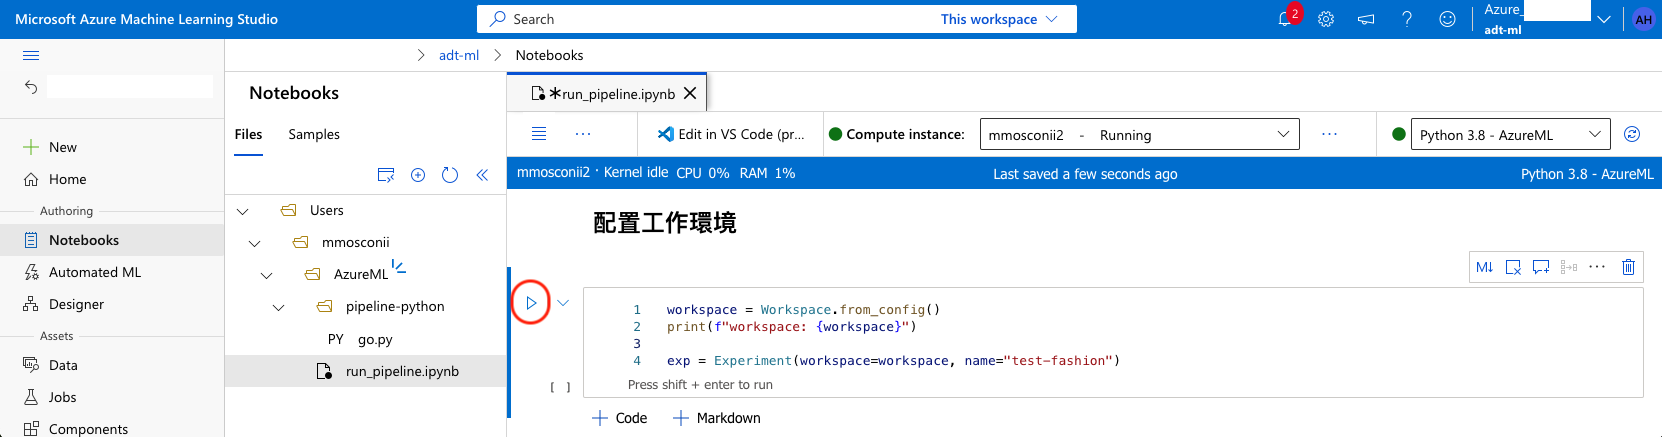 Microsoft Azure Machine Learning Studio
Search
This workspace
2
Azure_
adt-ml
AH
adt-ml
Notebooks
New
Home
Authoring
Notebooks
Automated ML
Designer
Assets
Data
Jobs
Components
Notebooks
Files
Samples
Users
mmosconii
AzureML
pipeline-python
PY go.py
run_pipeline.ipynb
*run_pipeline.ipynb
Edit in VS Code (pr...
Compute instance:
mmosconii2 - Running
Python 3.8 - AzureML
mmosconii2 · Kernel idle CPU 0% RAM 1%
Last saved a few seconds ago
Python 3.8 - AzureML
配置工作環境
M↓
1 workspace = Workspace.from_config()
2 print(f"workspace: {workspace}")
3
4 exp = Experiment(workspace=workspace, name="test-fashion")
[ ]
Press shift + enter to run
+ Code
+ Markdown